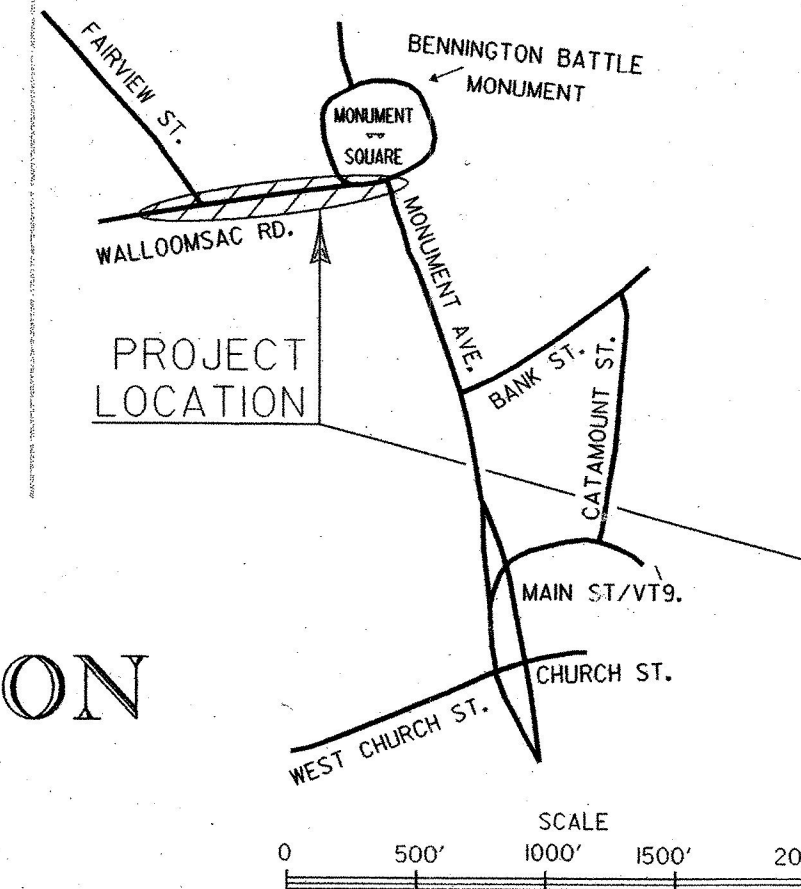 FAIRVIEW ST.
BENNINGTON BATTLE
MONUMENT
MONUMENT
SQUARE
WALLOOMSAC RD.
MONUMENT AVE.
PROJECT
LOCATION
BANK ST.
CATAMOUNT ST.
MAIN ST/VT9.
ON
CHURCH ST.
WEST CHURCH ST.
SCALE
0 500' 1000' 1500' 20